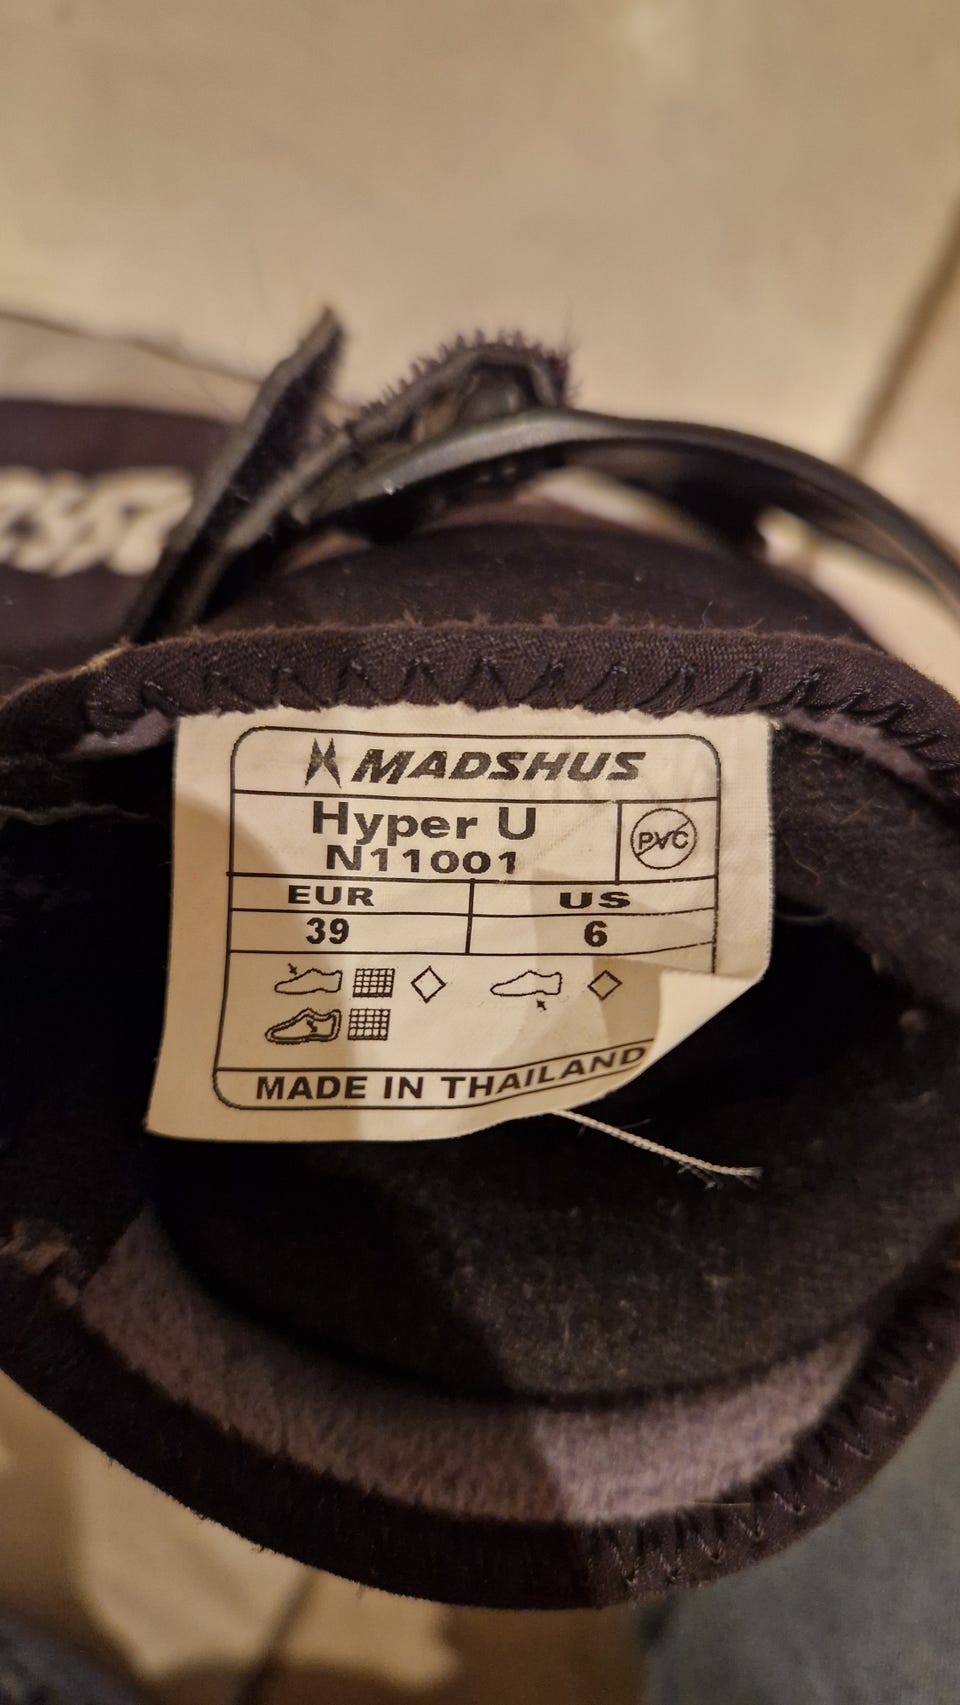 MADSHUS
Hyper U
N11001
PVC
EUR US
39 6
MADE IN THAILAND